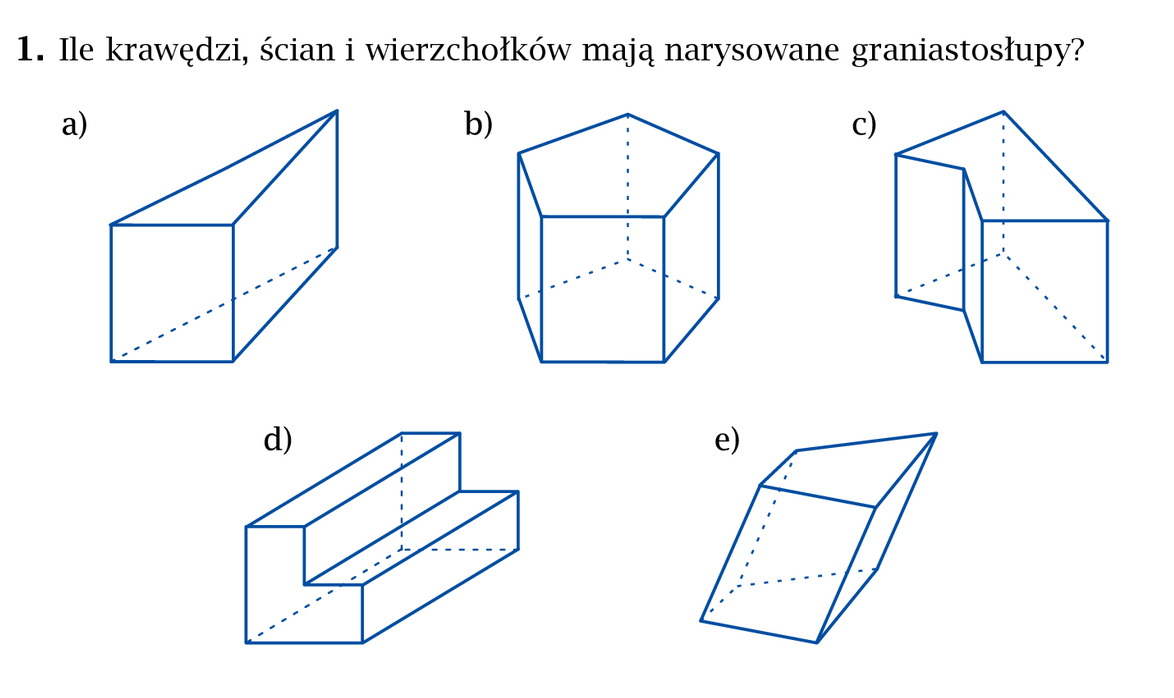 1. Ile krawędzi, ścian i wierzchołków mają narysowane graniastosłupy?
a) b) c)
d) e)